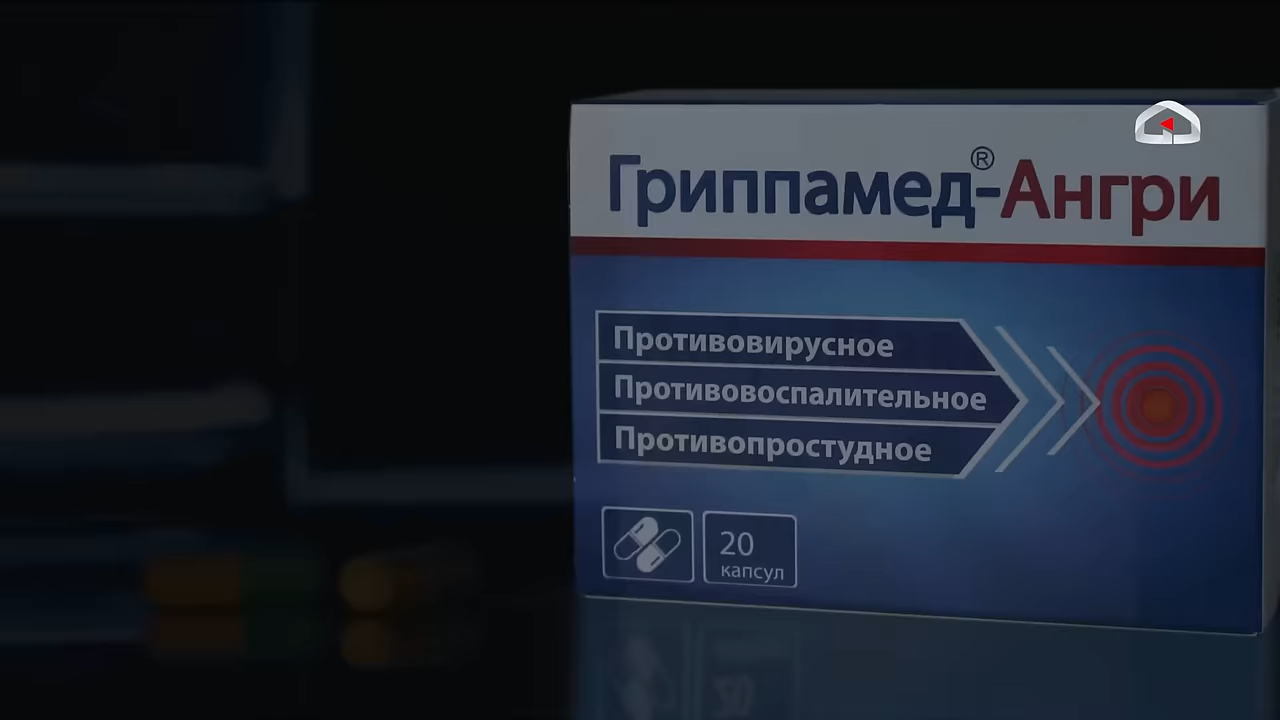 Гриппамед®-Ангри
Противовирусное
Противовоспалительное
Противопростудное
20
капсул